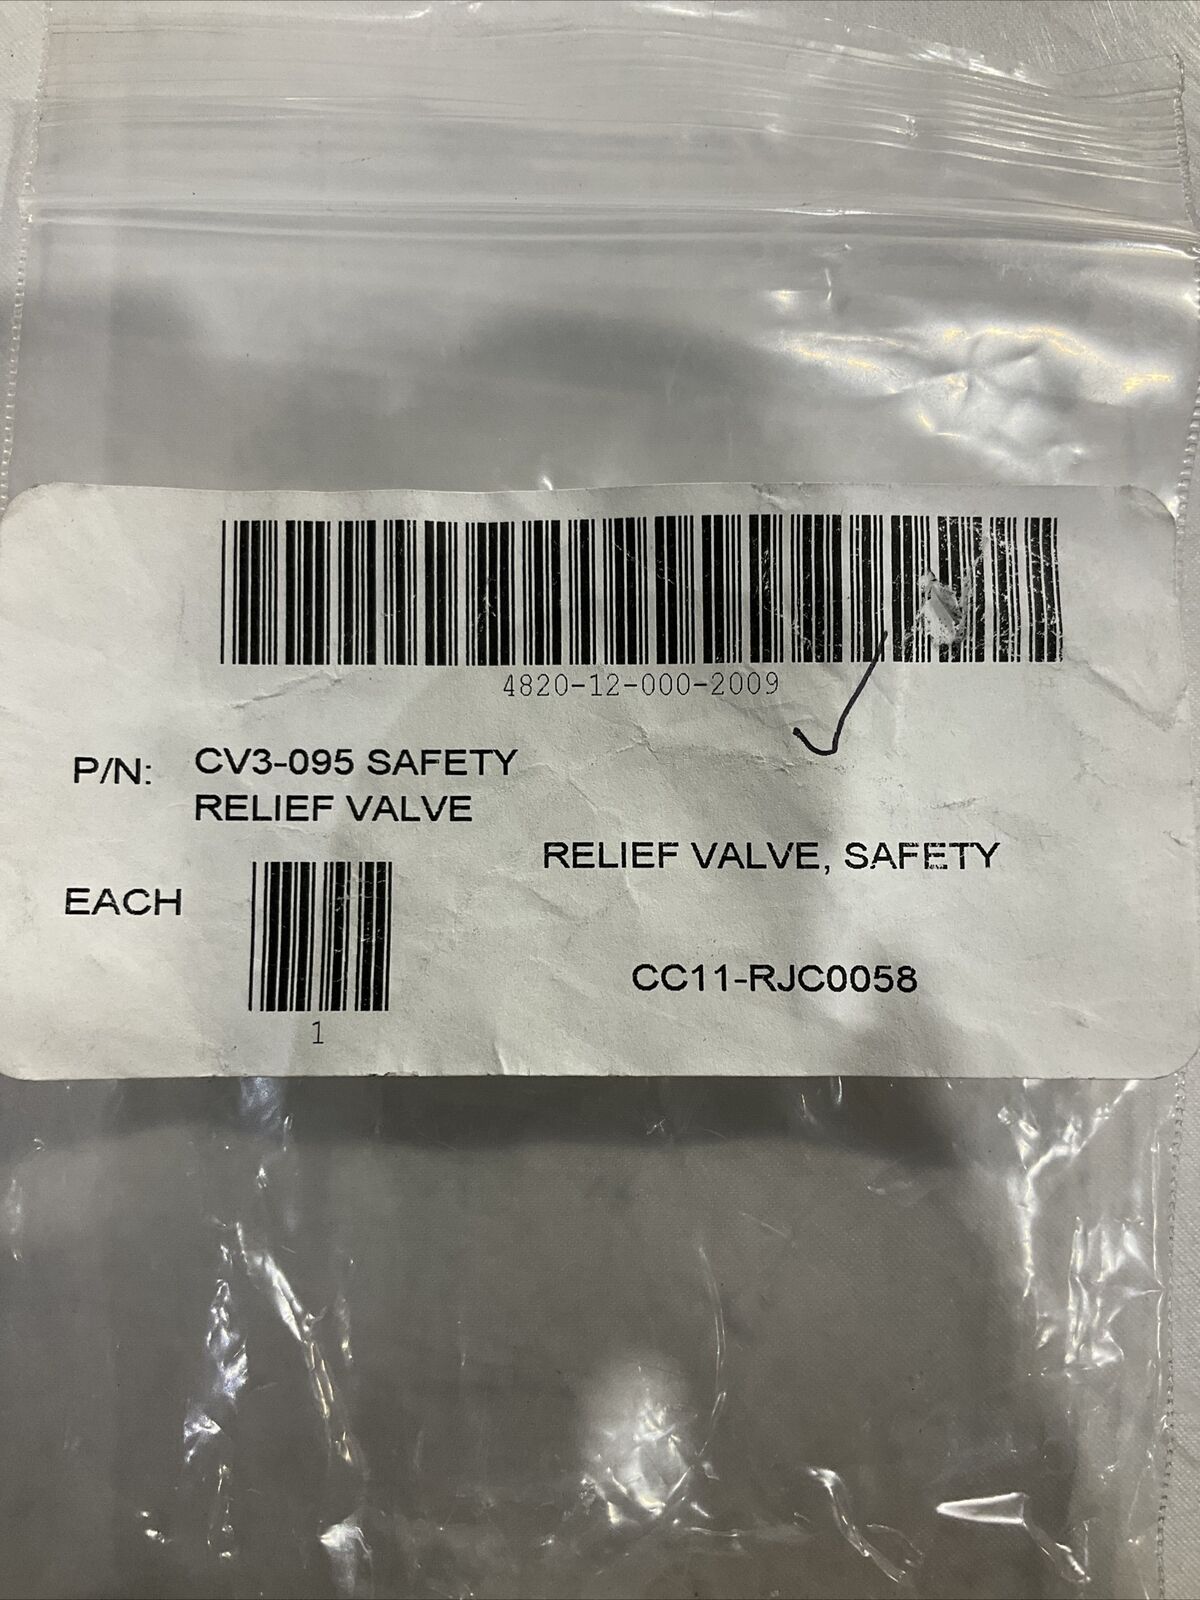 4820-12-000-2009
P/N: CV3-095 SAFETY
RELIEF VALVE
RELIEF VALVE, SAFETY
EACH
CC11-RJC0058
1